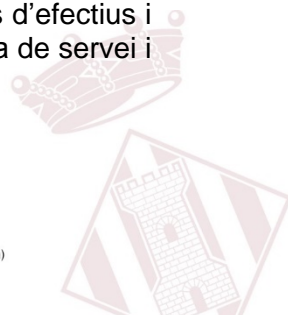 s d’efectius i
a de servei i
)